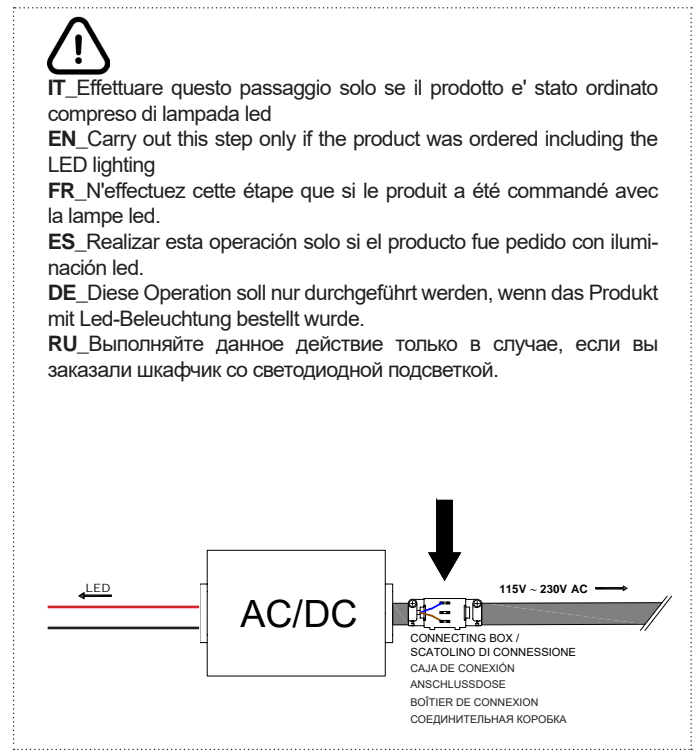 IT_Effettuare questo passaggio solo se il prodotto e' stato ordinato
compreso di lampada led
EN_Carry out this step only if the product was ordered including the
LED lighting
FR_N'effectuez cette étape que si le produit a été commandé avec
la lampe led.
ES_Realizar esta operación solo si el producto fue pedido con ilumi-
nación led.
DE_Diese Operation soll nur durchgeführt werden, wenn das Produkt
mit Led-Beleuchtung bestellt wurde.
RU_Выполняйте данное действие только в случае, если вы
заказали шкафчик со светодиодной подсветкой.
LED
AC/DC
115V ~ 230V AC
CONNECTING BOX /
SCATOLINO DI CONNESSIONE
CAJA DE CONEXIÓN
ANSCHLUSSDOSE
BOÎTIER DE CONNEXION
СОЕДИНИТЕЛЬНАЯ КОРОБКА